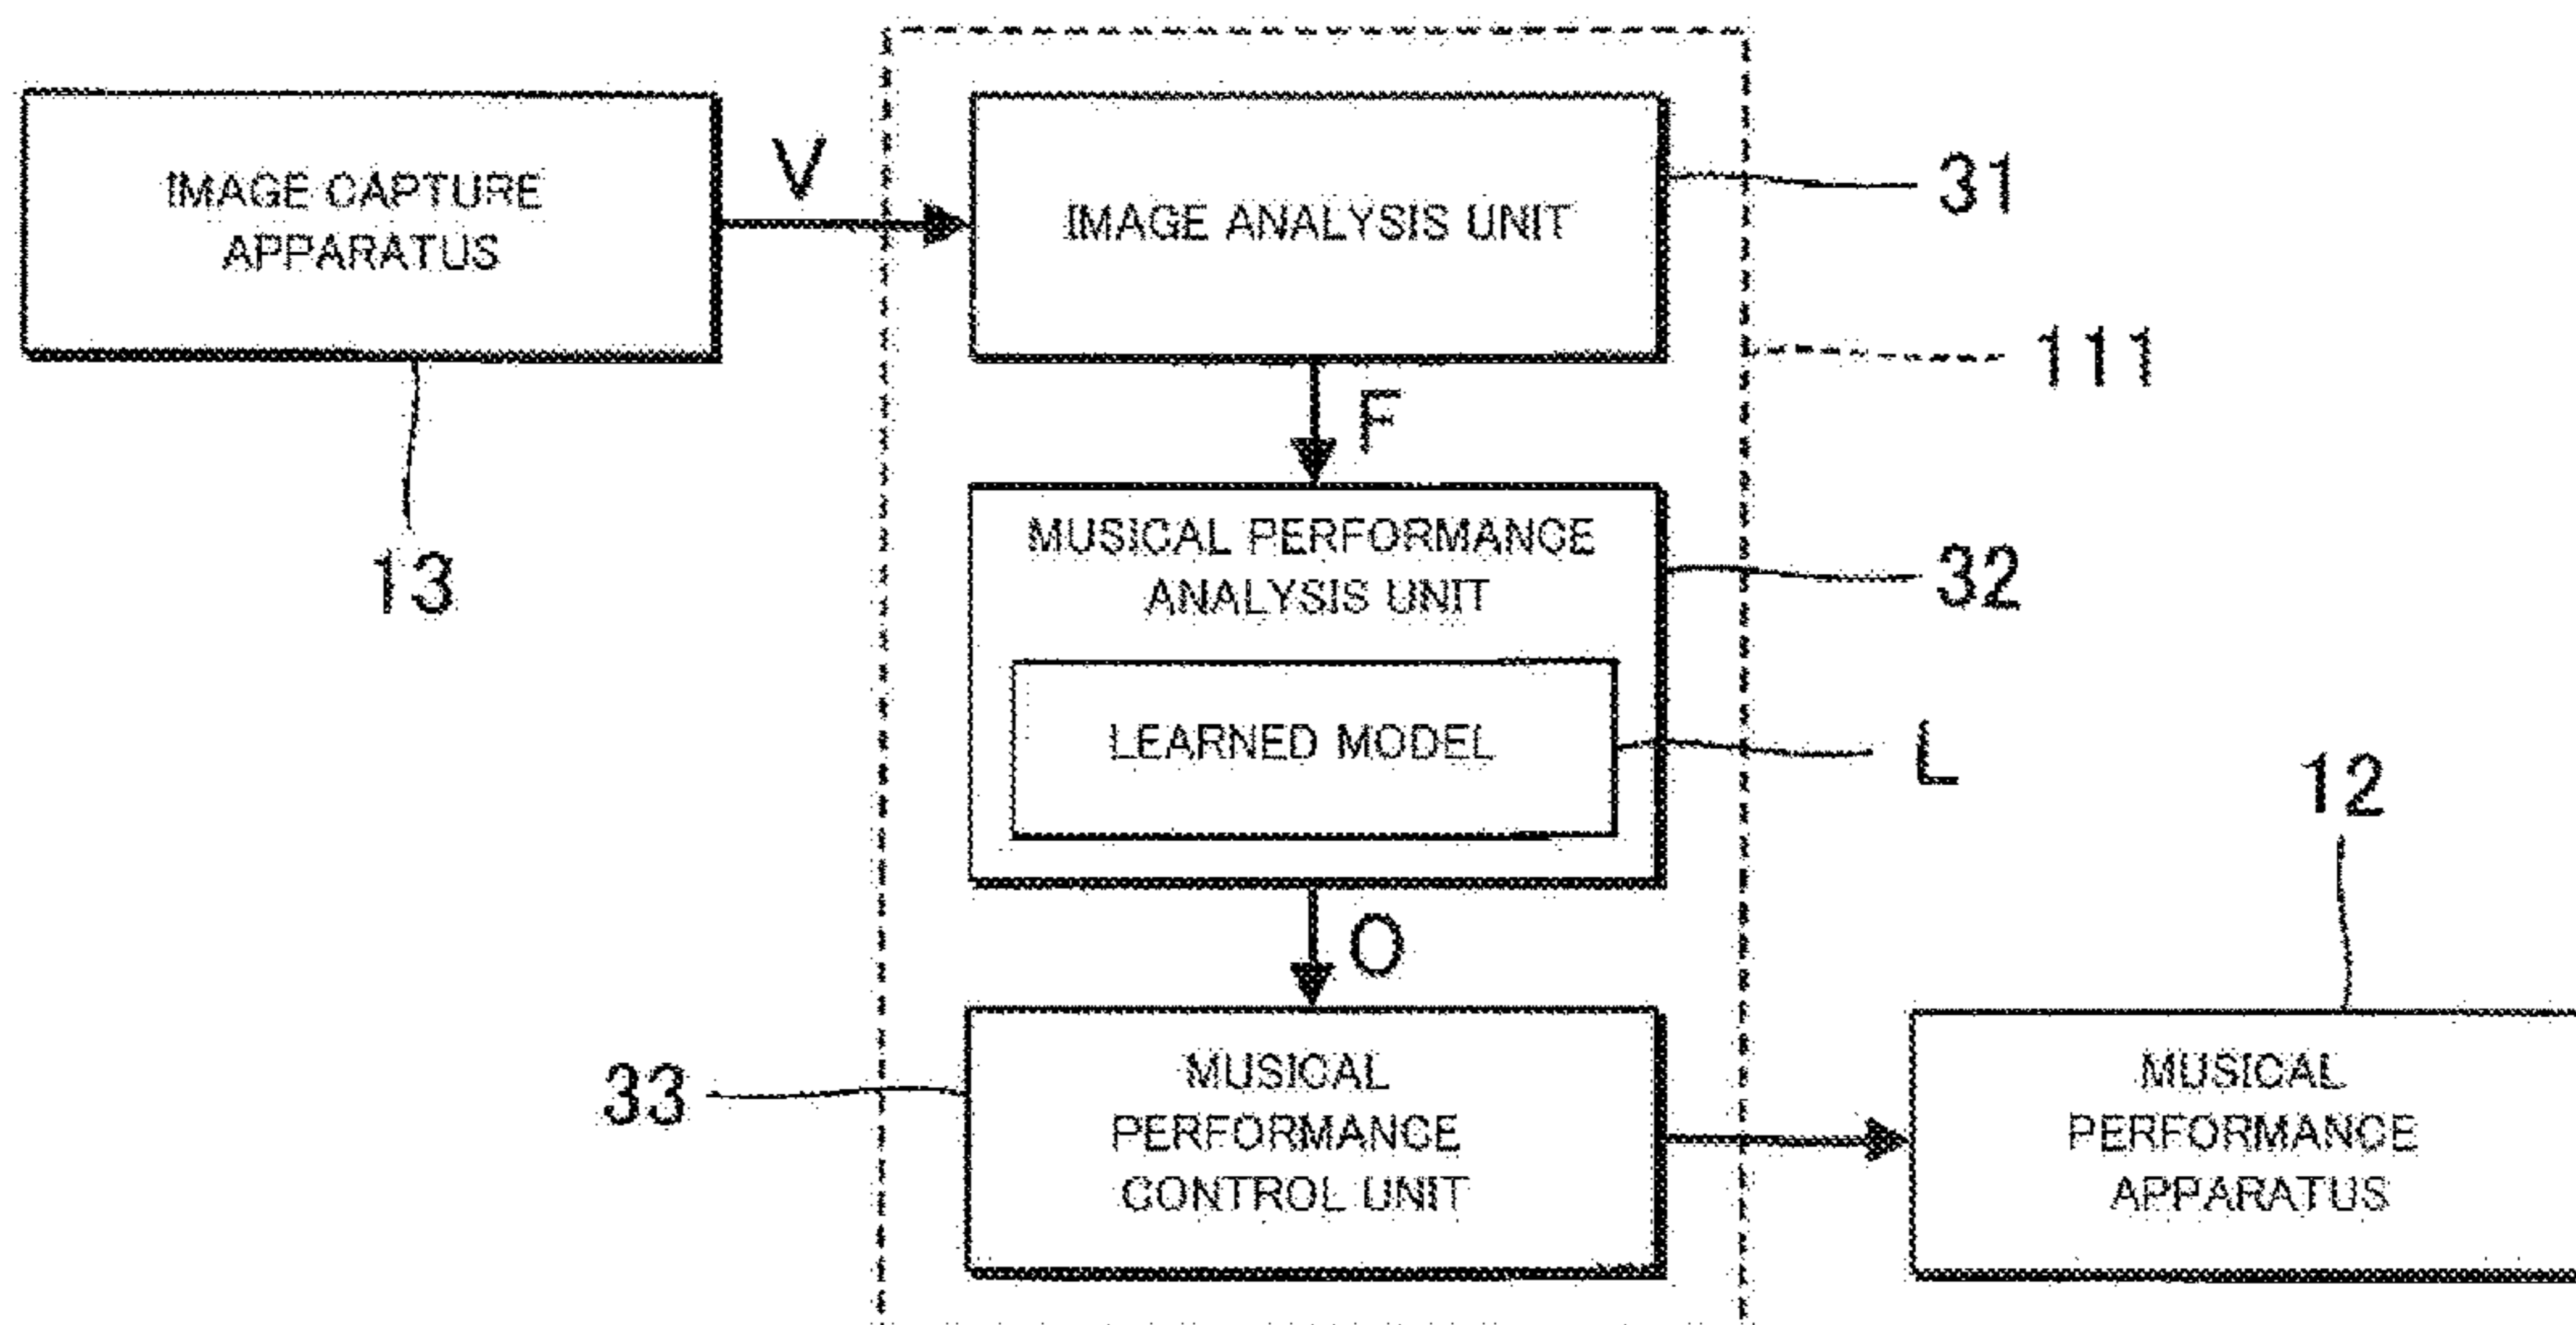 IMAGE CAPTURE
APPARATUS
13
V
IMAGE ANALYSIS UNIT
31
111
F
MUSICAL PERFORMANCE
ANALYSIS UNIT
32
LEARNED MODEL
L
O
33
MUSICAL
PERFORMANCE
CONTROL UNIT
12
MUSICAL
PERFORMANCE
APPARATUS